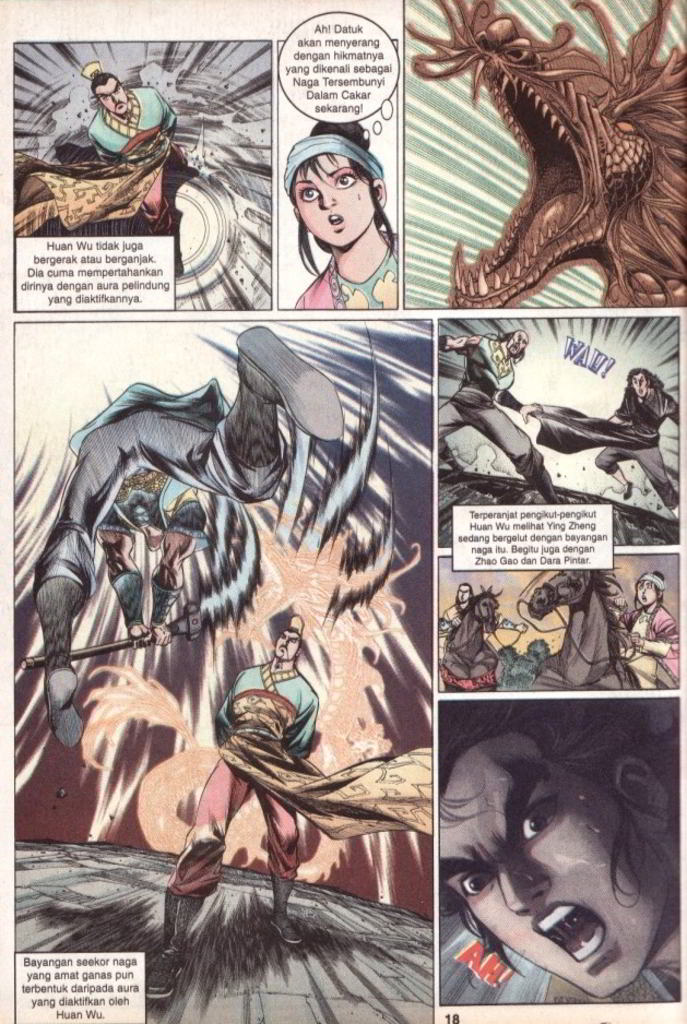 Ah! Datuk
akan menyerang
dengan hikmatnya
yang dikenali sebagai
Naga Tersembunyi
Dalam Cakar
sekarang!
Huan Wu tidak juga
bergerak atau berganjak.
Dia cuma mempertahankan
dirinya dengan aura pelindung
yang diaktifkannya.
WAU!
Terperanjat pengikut-pengikut
Huan Wu melihat Ying Zheng
sedang bergelut dengan bayangan
naga itu. Begitu juga dengan
Zhao Gao dan Dara Pintar.
AH!
Bayangan seekor naga
yang amat ganas pun
terbentuk daripada aura
yang diaktifkan oleh
Huan Wu.
18